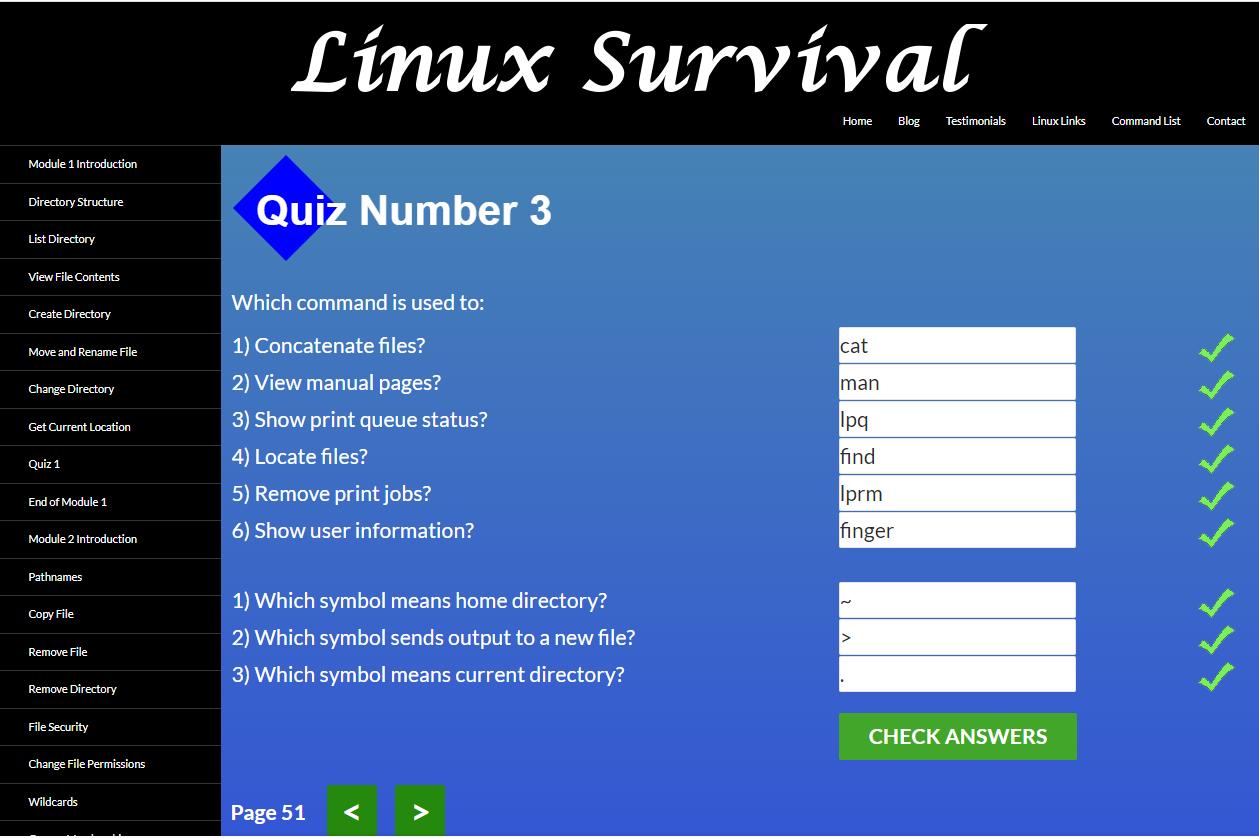 Linux Survival
Home Blog Testimonials Linux Links Command List Contact
Module 1 Introduction
Directory Structure
List Directory
View File Contents
Create Directory
Move and Rename File
Change Directory
Get Current Location
Quiz 1
End of Module 1
Module 2 Introduction
Pathnames
Copy File
Remove File
Remove Directory
File Security
Change File Permissions
Wildcards
Quiz Number 3
Which command is used to:
1) Concatenate files? cat
2) View manual pages? man
3) Show print queue status? lpq
4) Locate files? find
5) Remove print jobs? lprm
6) Show user information? finger
1) Which symbol means home directory? ~
2) Which symbol sends output to a new file? >
3) Which symbol means current directory? .
CHECK ANSWERS
Page 51 < >